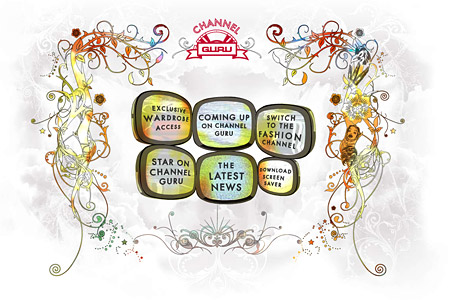 CHANNEL
GURU
EXCLUSIVE
WARDROBE
ACCESS
COMING UP
ON CHANNEL
GURU
SWITCH
TO THE
FASHION
CHANNEL
STAR ON
CHANNEL
GURU
THE
LATEST
NEWS
DOWNLOAD
SCREEN
SAVER